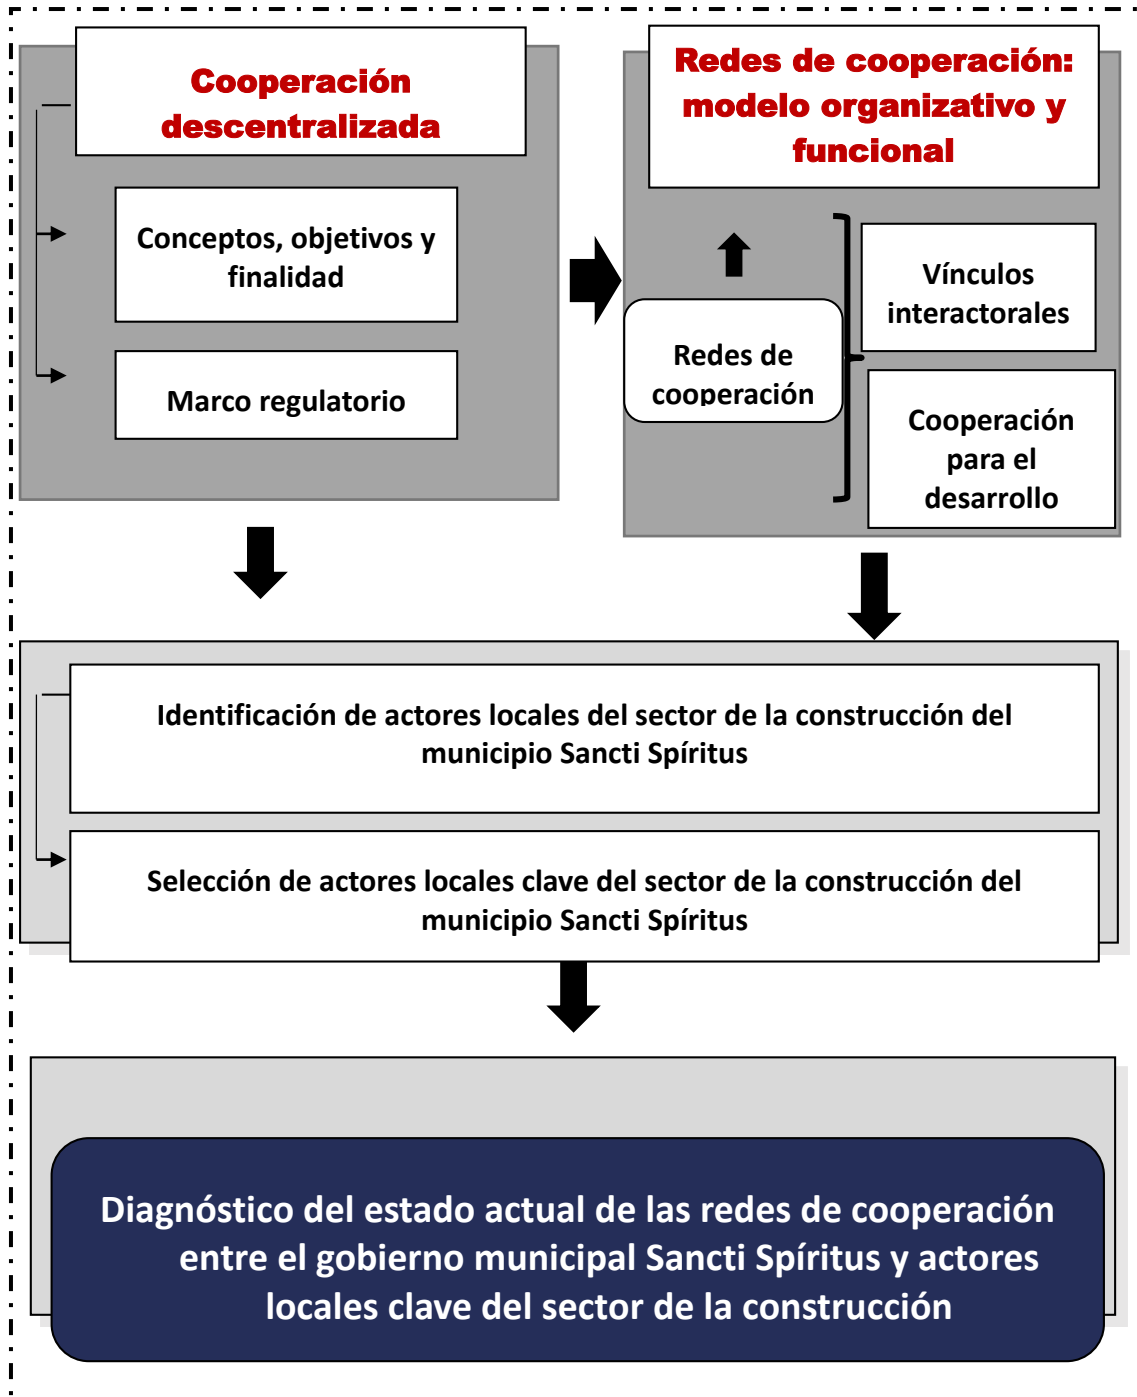 Cooperación
descentralizada
Conceptos, objetivos y
finalidad
Marco regulatorio
Redes de cooperación:
modelo organizativo y
funcional
Redes de
cooperación
Vínculos
interactorales
Cooperación
para el
desarrollo
Identificación de actores locales del sector de la construcción del
municipio Sancti Spíritus
Selección de actores locales clave del sector de la construcción del
municipio Sancti Spíritus
Diagnóstico del estado actual de las redes de cooperación
entre el gobierno municipal Sancti Spíritus y actores
locales clave del sector de la construcción